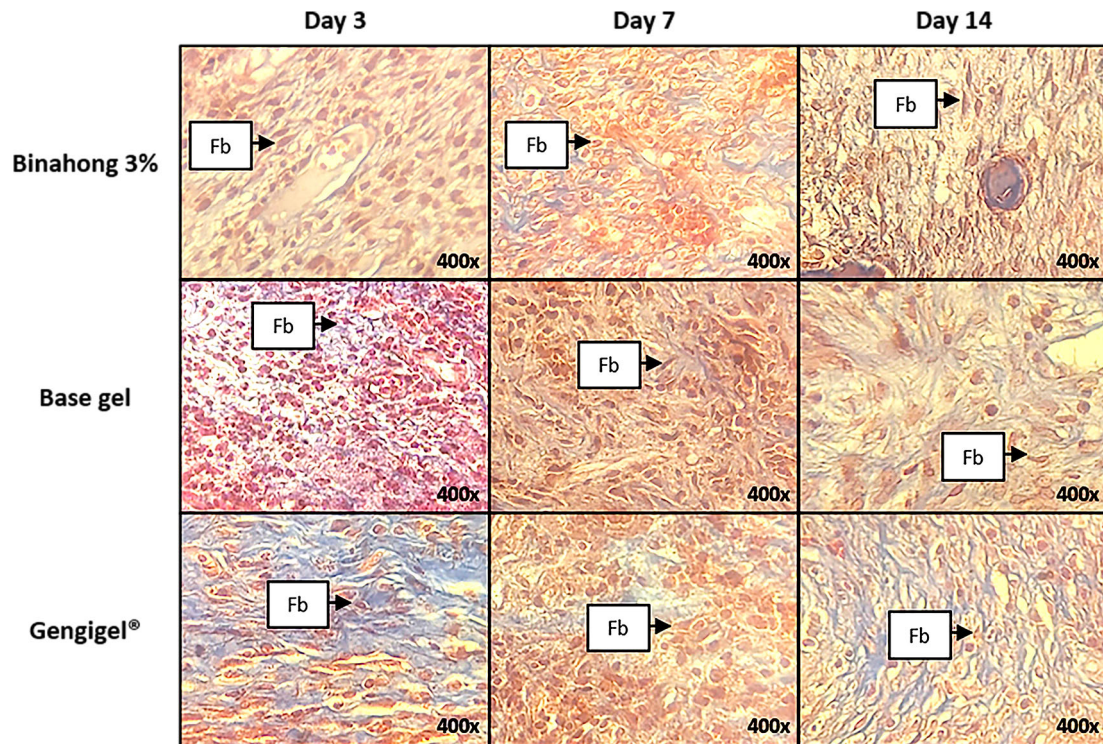 Day 3 Day 7 Day 14
Binahong 3%
Fb Fb Fb
400x 400x 400x
Base gel
Fb Fb Fb
400x 400x 400x
Gengigel®
Fb Fb Fb
400x 400x 400x